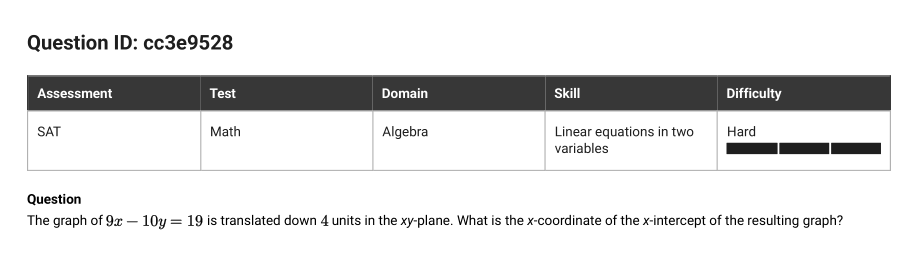 Question ID: cc3e9528
Assessment Test Domain Skill Difficulty
SAT Math Algebra Linear equations in two variables Hard
Question
The graph of 9x − 10y = 19 is translated down 4 units in the xy-plane. What is the x-coordinate of the x-intercept of the resulting graph?